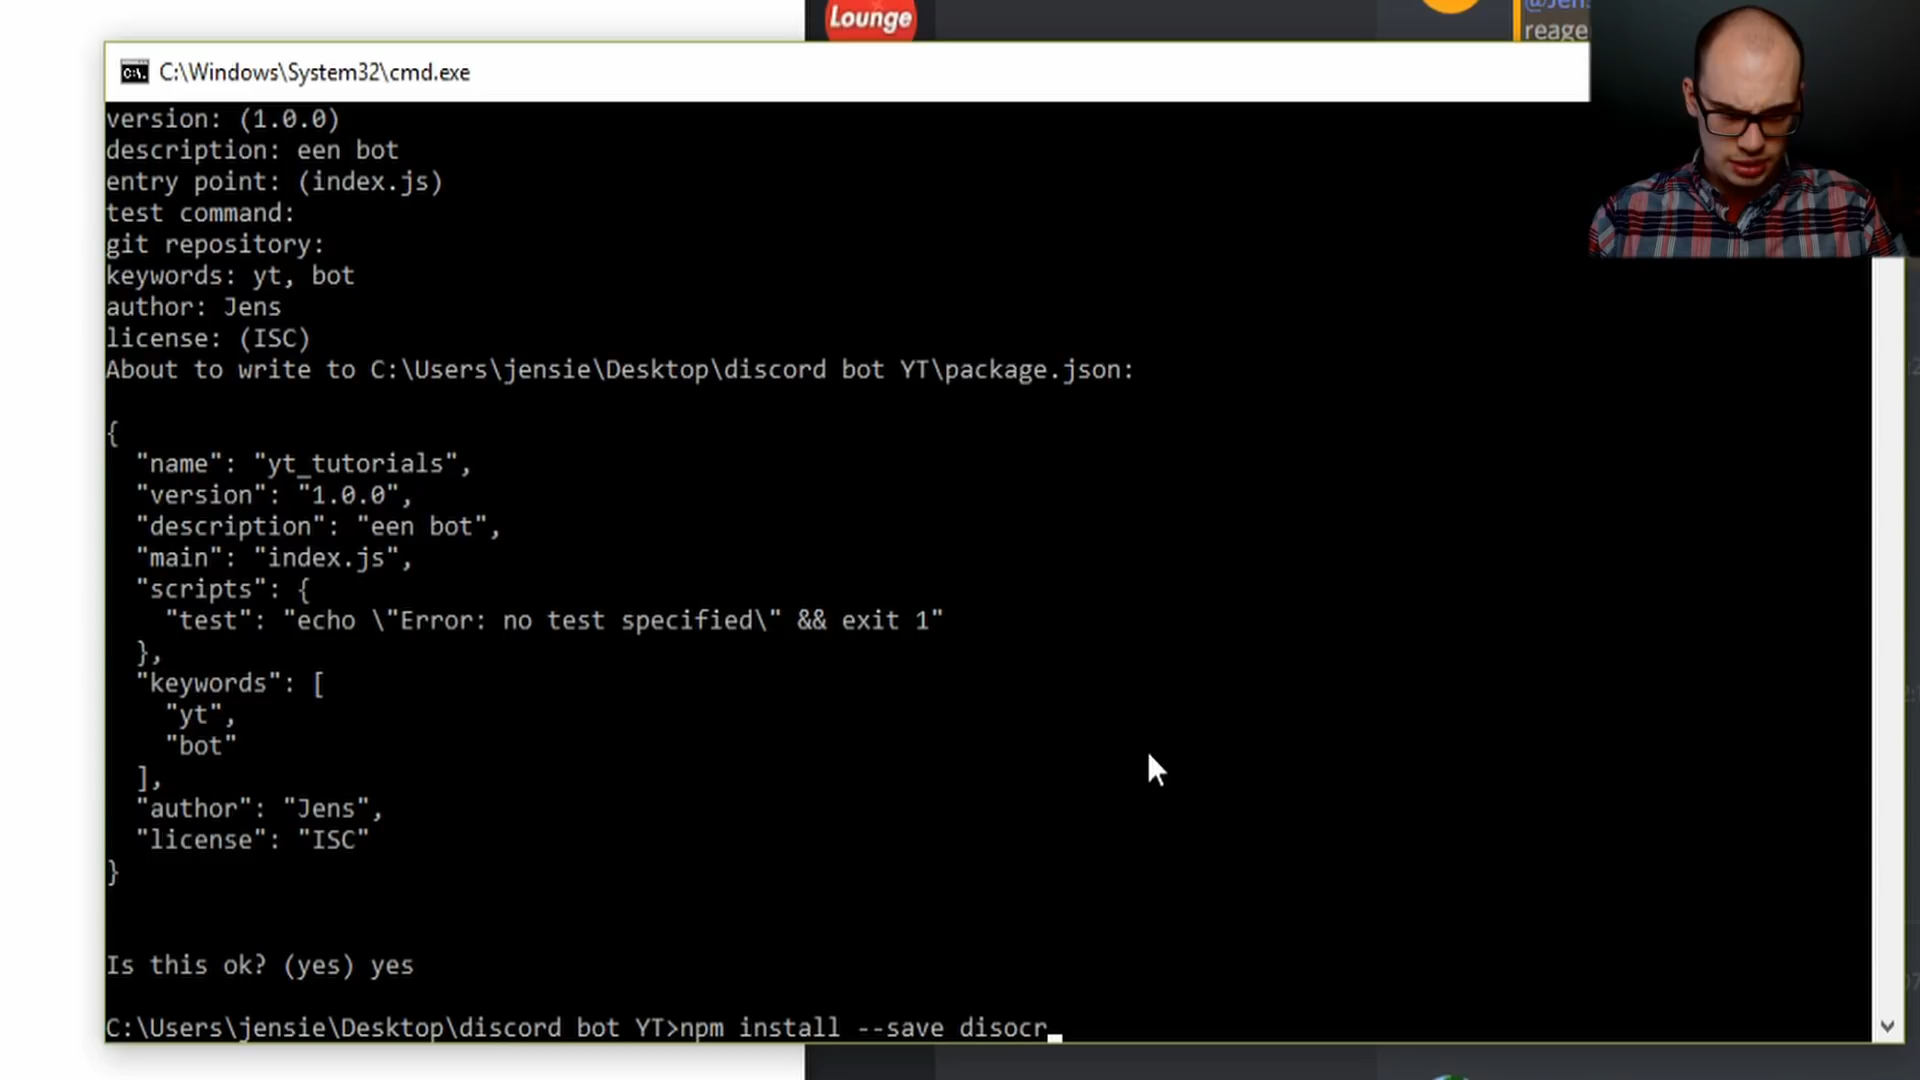 Lounge
@Jen
reage
C:\Windows\System32\cmd.exe
version: (1.0.0)
description: een bot
entry point: (index.js)
test command:
git repository:
keywords: yt, bot
author: Jens
license: (ISC)
About to write to C:\Users\jensie\Desktop\discord bot YT\package.json:
{
"name": "yt_tutorials",
"version": "1.0.0",
"description": "een bot",
"main": "index.js",
"scripts": {
"test": "echo \"Error: no test specified\" && exit 1"
},
"keywords": [
"yt",
"bot"
],
"author": "Jens",
"license": "ISC"
}
Is this ok? (yes) yes
C:\Users\jensie\Desktop\discord bot YT>npm install --save disocr